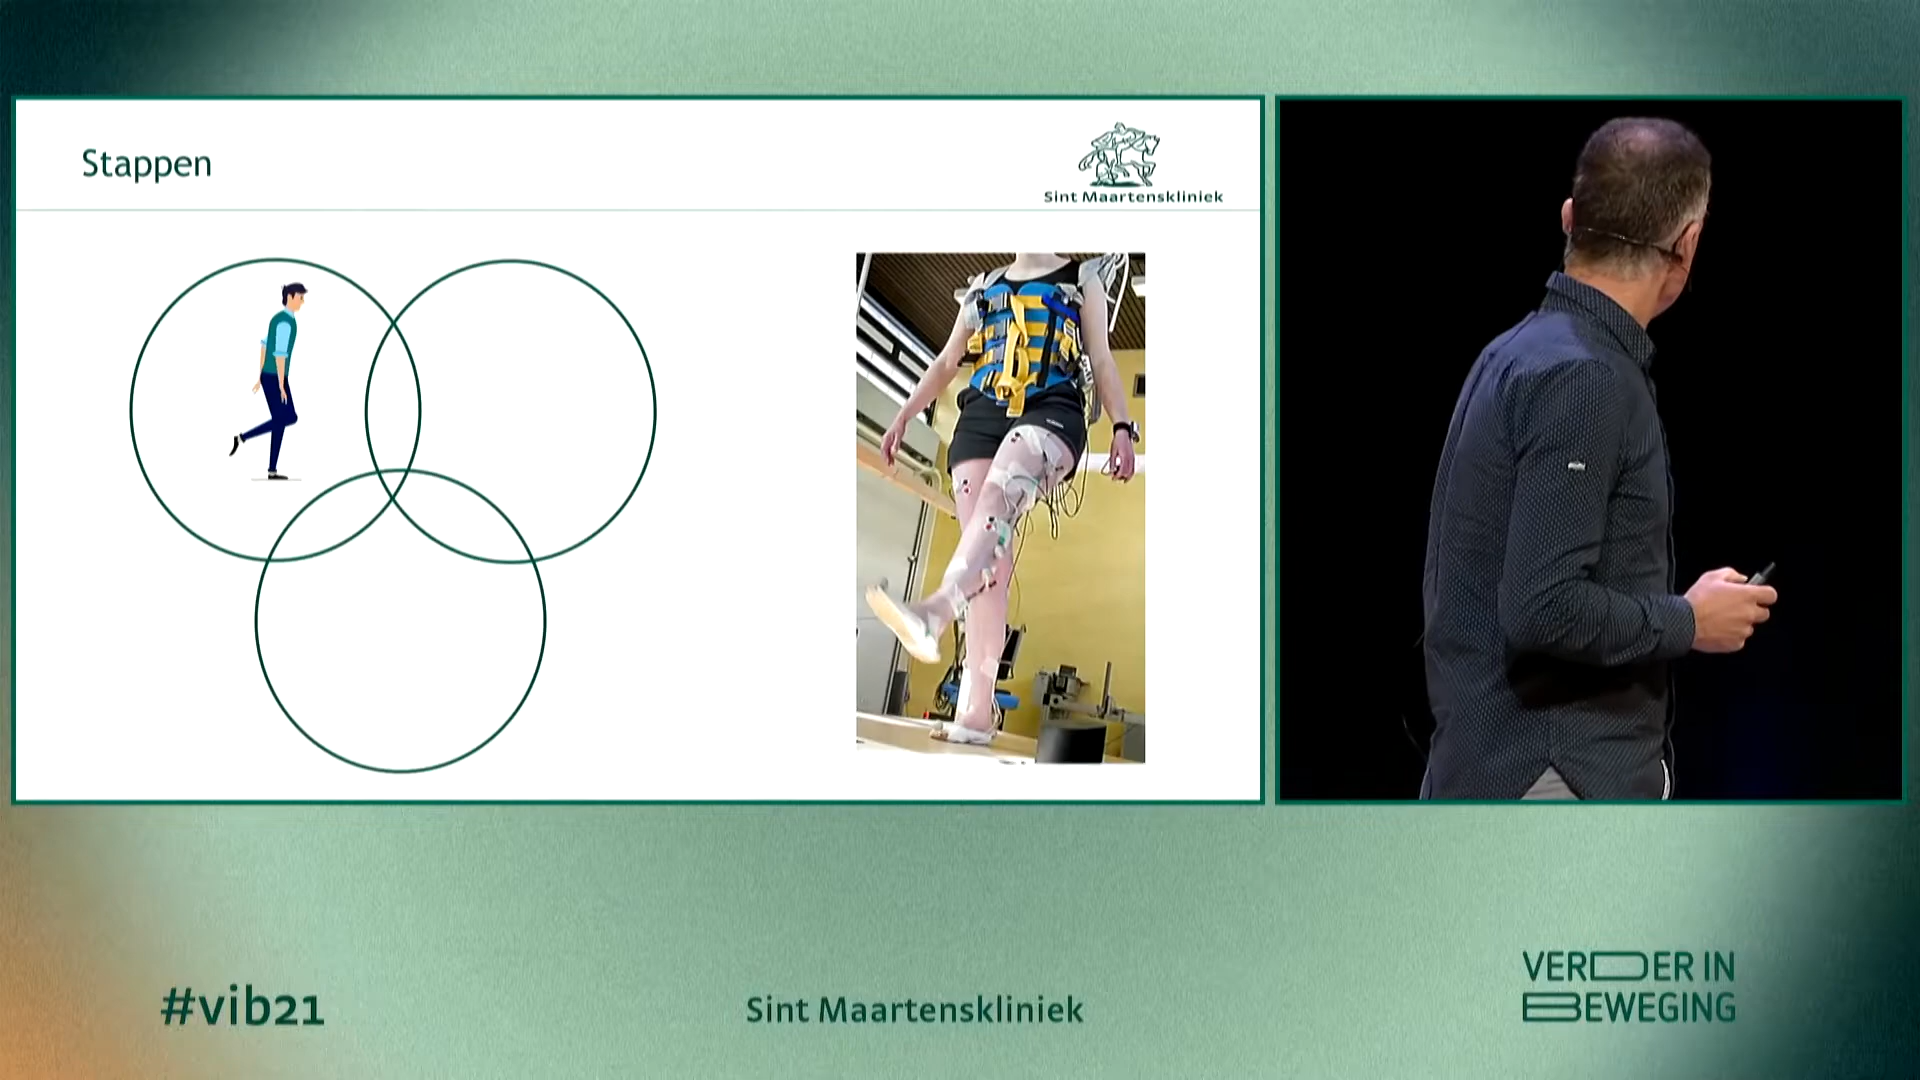 Stappen
Sint Maartenskliniek
#vib21
Sint Maartenskliniek
VERDER IN
BEWEGING